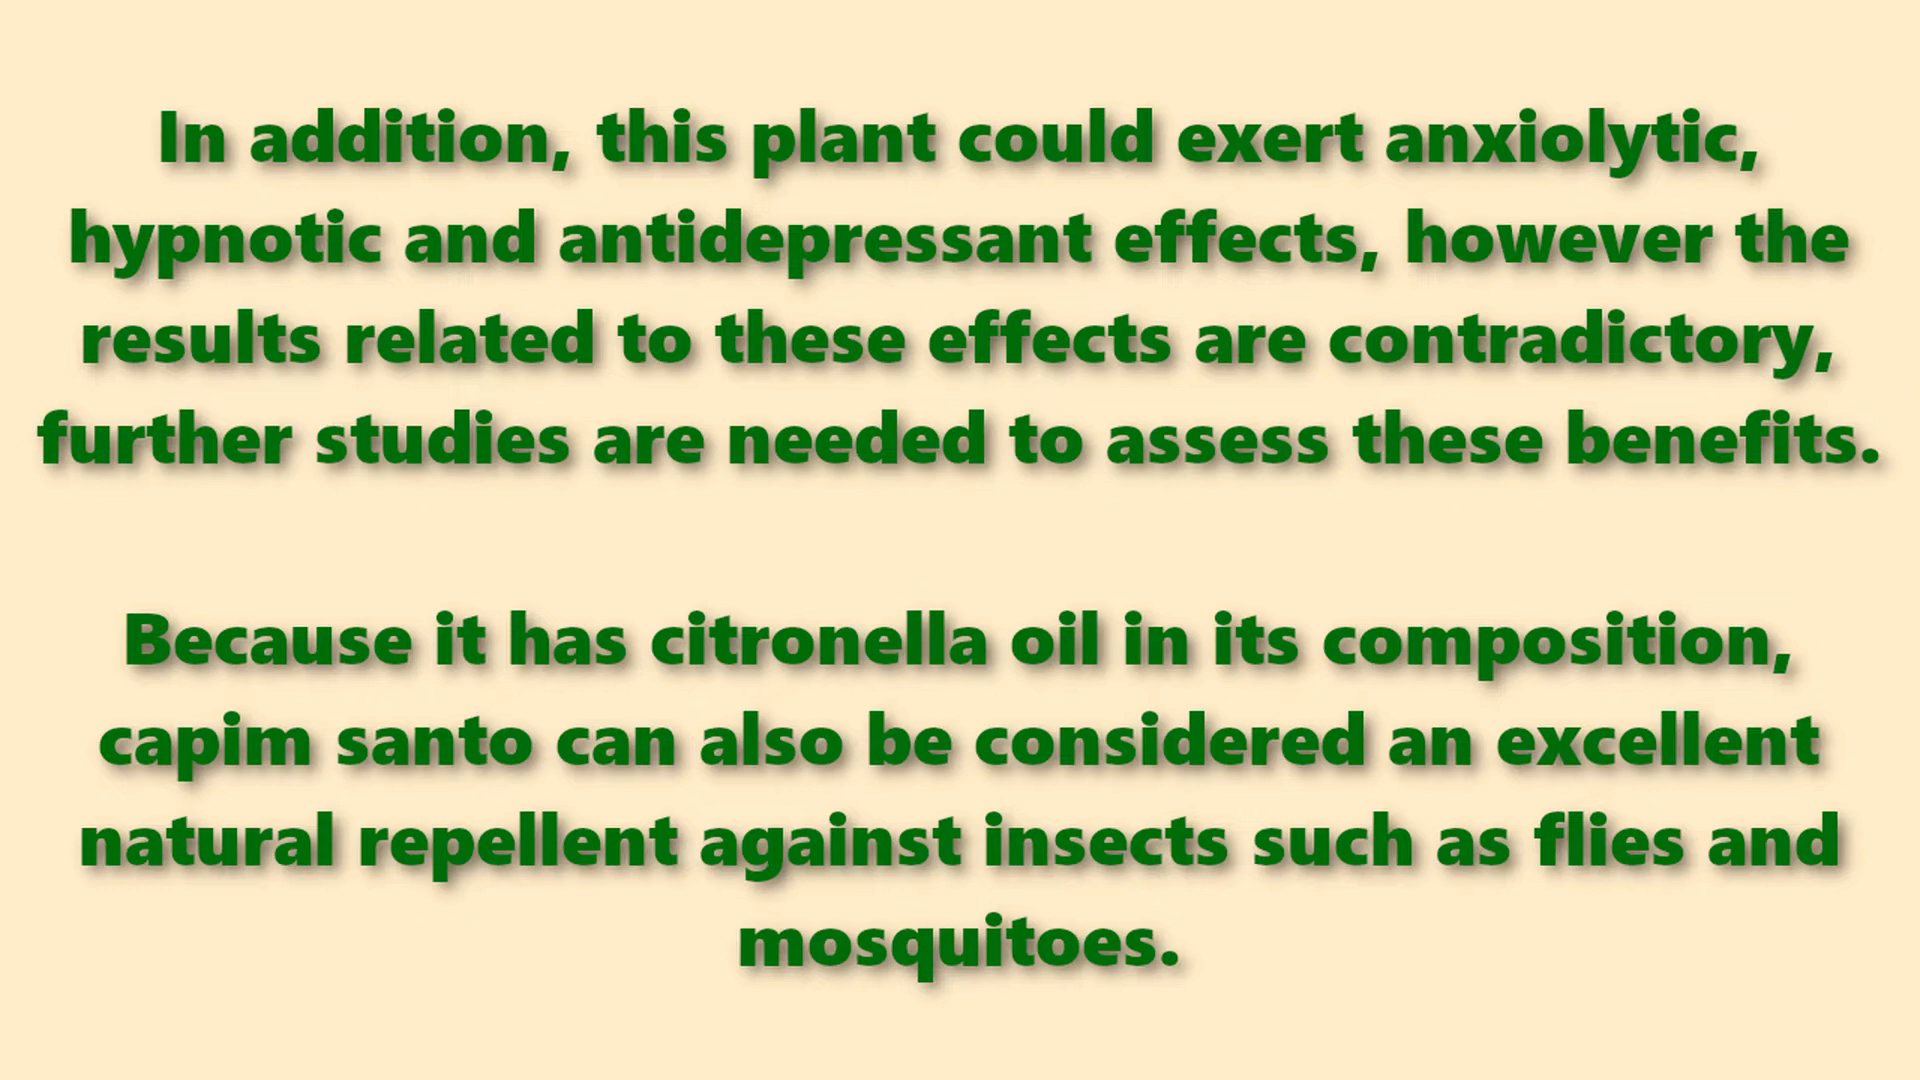 In addition, this plant could exert anxiolytic,
hypnotic and antidepressant effects, however the
results related to these effects are contradictory,
further studies are needed to assess these benefits.
Because it has citronella oil in its composition,
capim santo can also be considered an excellent
natural repellent against insects such as flies and
mosquitoes.